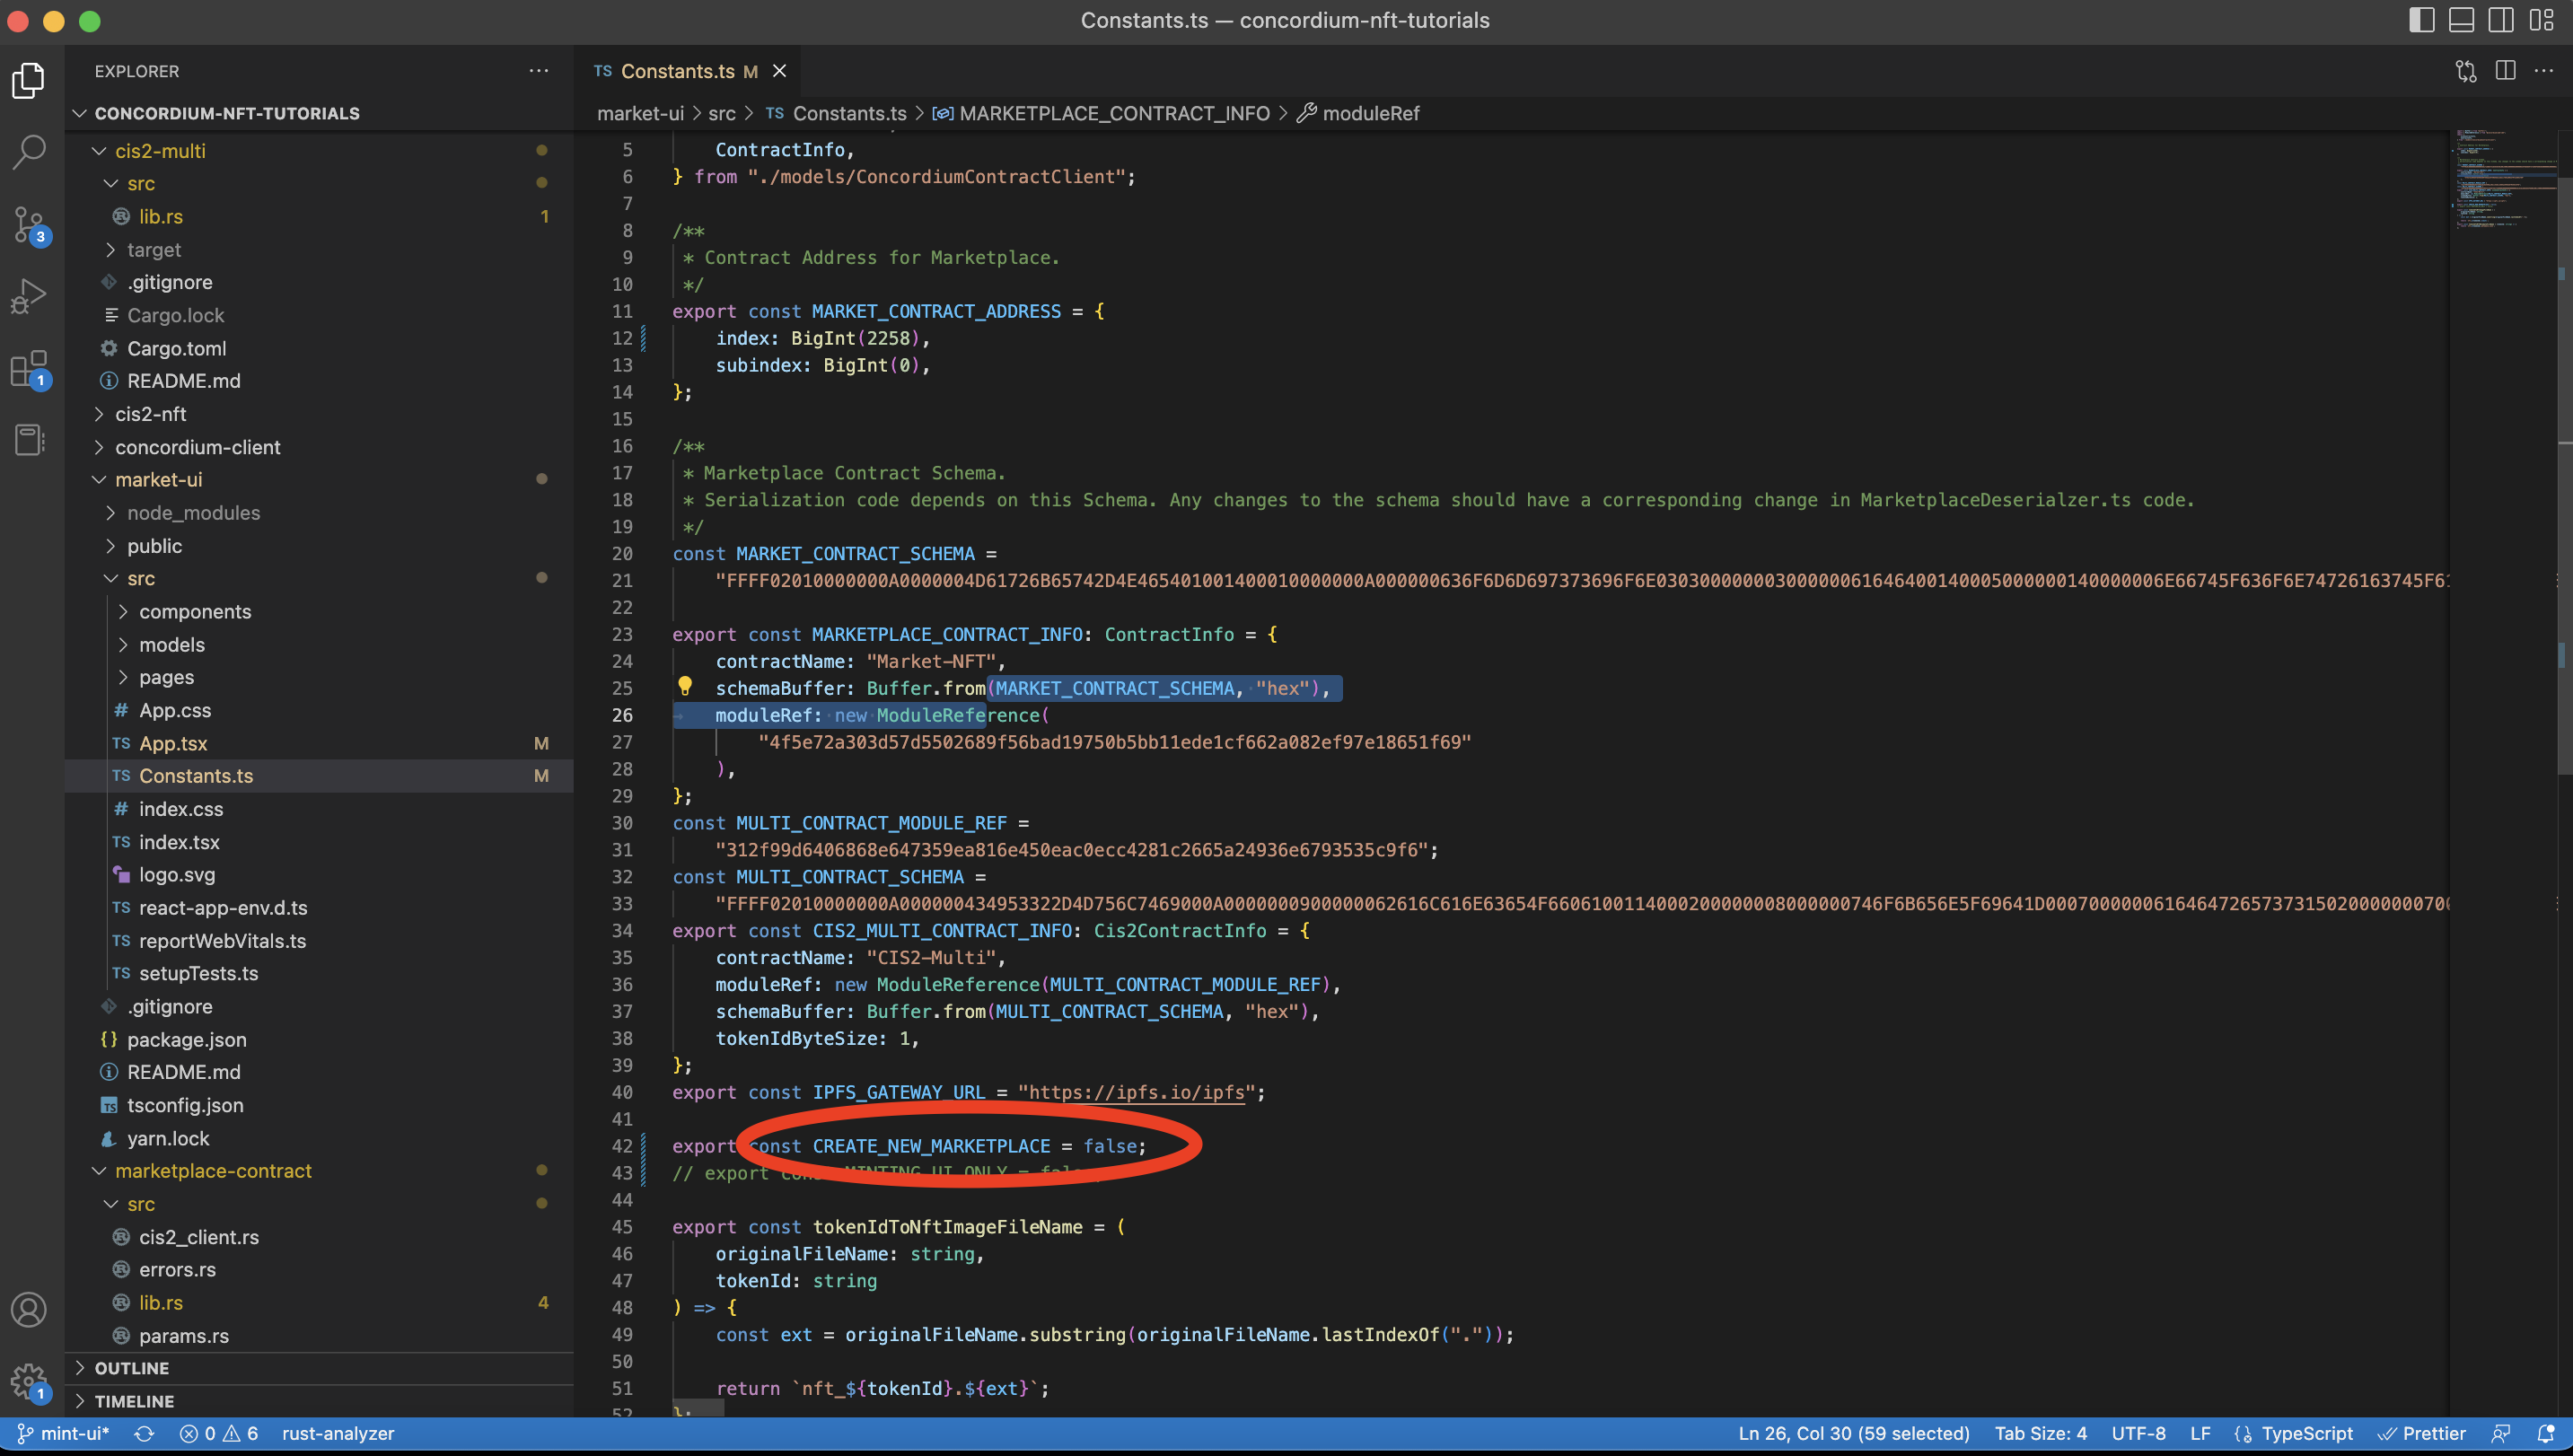 Constants.ts — concordium-nft-tutorials
EXPLORER
CONCORDIUM-NFT-TUTORIALS
cis2-multi
src
lib.rs 1
target
.gitignore
Cargo.lock
Cargo.toml
README.md
cis2-nft
concordium-client
market-ui
node_modules
public
src
components
models
pages
# App.css
TS App.tsx M
TS Constants.ts M
# index.css
TS index.tsx
logo.svg
TS react-app-env.d.ts
TS reportWebVitals.ts
TS setupTests.ts
.gitignore
{} package.json
README.md
TS tsconfig.json
yarn.lock
marketplace-contract
src
cis2_client.rs
errors.rs
lib.rs 4
params.rs
OUTLINE
TIMELINE
3
1
1
TS Constants.ts M
market-ui > src > TS Constants.ts > MARKETPLACE_CONTRACT_INFO > moduleRef
5 ContractInfo,
6 } from "./models/ConcordiumContractClient";
7
8 /**
9 * Contract Address for Marketplace.
10 */
11 export const MARKET_CONTRACT_ADDRESS = {
12 index: BigInt(2258),
13 subindex: BigInt(0),
14 };
15
16 /**
17 * Marketplace Contract Schema.
18 * Serialization code depends on this Schema. Any changes to the schema should have a corresponding change in MarketplaceDeserialzer.ts code.
19 */
20 const MARKET_CONTRACT_SCHEMA =
21
22
23 export const MARKETPLACE_CONTRACT_INFO: ContractInfo = {
24 contractName: "Market-NFT",
25 schemaBuffer: Buffer.from(MARKET_CONTRACT_SCHEMA, "hex"),
26 moduleRef: new ModuleReference(
27 "4f5e72a303d57d5502689f56bad19750b5bb11ede1cf662a082ef97e18651f69"
28 ),
29 };
30 const MULTI_CONTRACT_MODULE_REF =
31 "312f99d6406868e647359ea816e450eac0ecc4281c2665a24936e6793535c9f6";
32 const MULTI_CONTRACT_SCHEMA =
33
34 export const CIS2_MULTI_CONTRACT_INFO: Cis2ContractInfo = {
35 contractName: "CIS2-Multi",
36 moduleRef: new ModuleReference(MULTI_CONTRACT_MODULE_REF),
37 schemaBuffer: Buffer.from(MULTI_CONTRACT_SCHEMA, "hex"),
38 tokenIdByteSize: 1,
39 };
40 export const IPFS_GATEWAY_URL = "https://ipfs.io/ipfs";
41
42 export const CREATE_NEW_MARKETPLACE = false;
43 // export const MINTING_UI_ONLY = false;
44
45 export const tokenIdToNftImageFileName = (
46 originalFileName: string,
47 tokenId: string
48 ) => {
49 const ext = originalFileName.substring(originalFileName.lastIndexOf("."));
50
51 return `nft_${tokenId}.${ext}`;
52 };
mint-ui* 0 6 rust-analyzer Ln 26, Col 30 (59 selected) Tab Size: 4 UTF-8 LF TypeScript Prettier